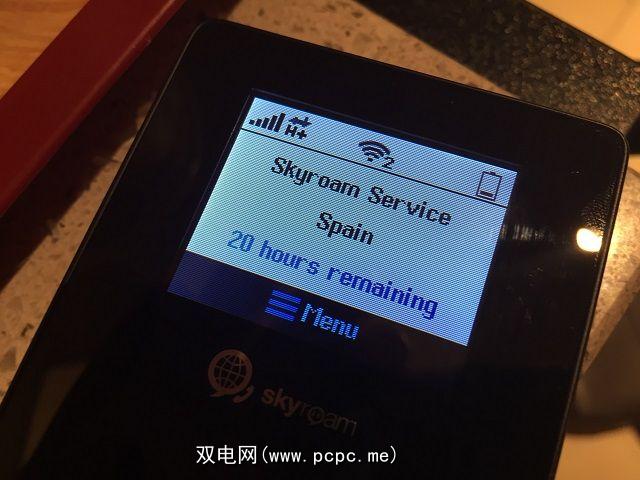 H+ 2
Skyroam Service
Spain
20 hours remaining
Menu
skyroam
双电网(www.pcpc.me)